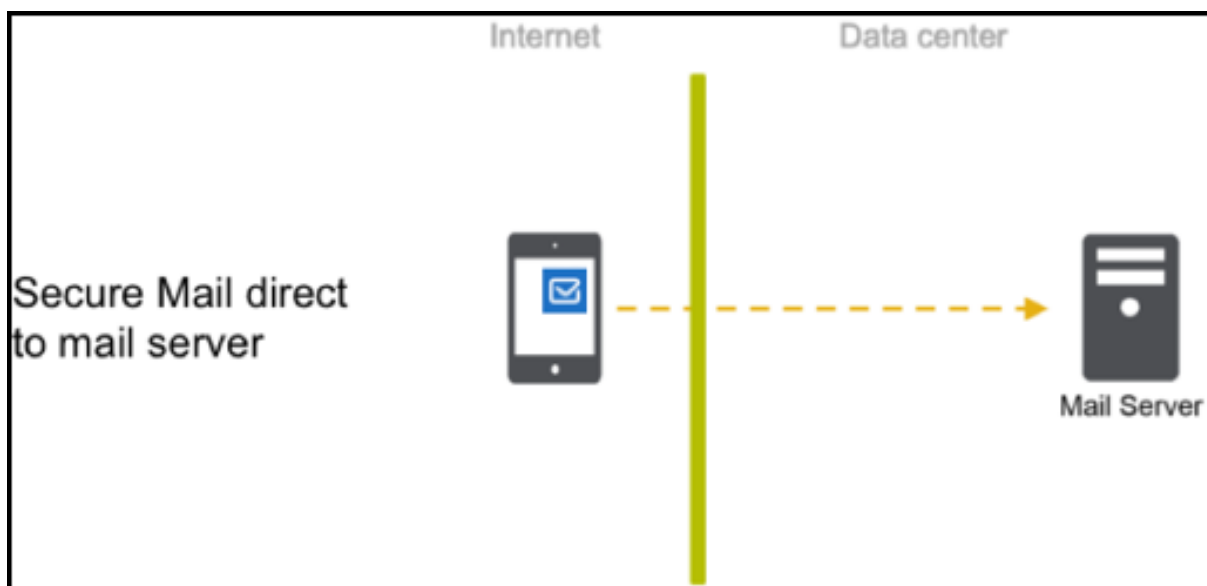 Internet
Data center
Secure Mail direct
to mail server
Mail Server